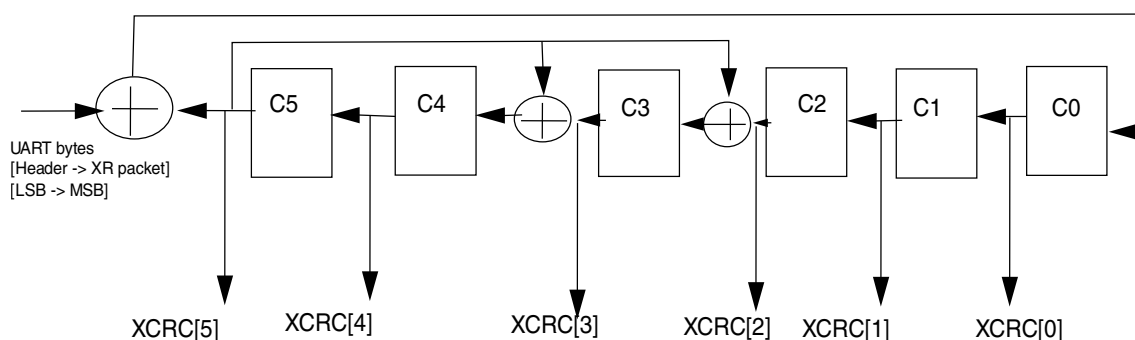 C5
C4
C3
C2
C1
C0
UART bytes
[Header -> XR packet]
[LSB -> MSB]
XCRC[5]
XCRC[4]
XCRC[3]
XCRC[2]
XCRC[1]
XCRC[0]